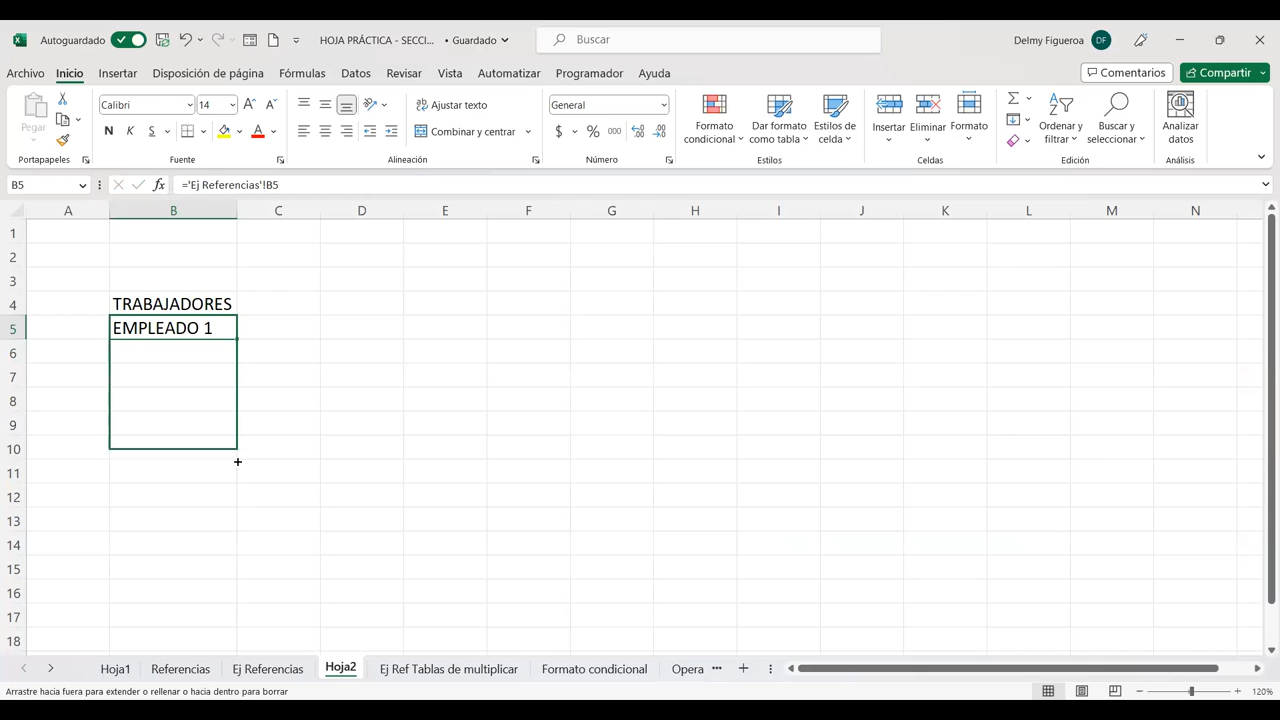 Autoguardado
HOJA PRÁCTICA - SECCI... • Guardado
Buscar
Delmy Figueroa DF
Archivo Inicio Insertar Disposición de página Fórmulas Datos Revisar Vista Automatizar Programador Ayuda
Comentarios Compartir
Pegar
Calibri 14
N K S
Ajustar texto
Combinar y centrar
General
$ % 000
Formato condicional
Dar formato como tabla
Estilos de celda
Insertar
Eliminar
Formato
Ordenar y filtrar
Buscar y seleccionar
Analizar datos
Portapapeles Fuente Alineación Número Estilos Celdas Edición Análisis
B5 fx ='Ej Referencias'!B5
A B C D E F G H I J K L M N
1
2
3
4 TRABAJADORES
5 EMPLEADO 1
6
7
8
9
10
11
12
13
14
15
16
17
18
Hoja1 Referencias Ej Referencias Hoja2 Ej Ref Tablas de multiplicar Formato condicional Opera ...
Arrastre hacia fuera para extender o rellenar o hacia dentro para borrar
120%